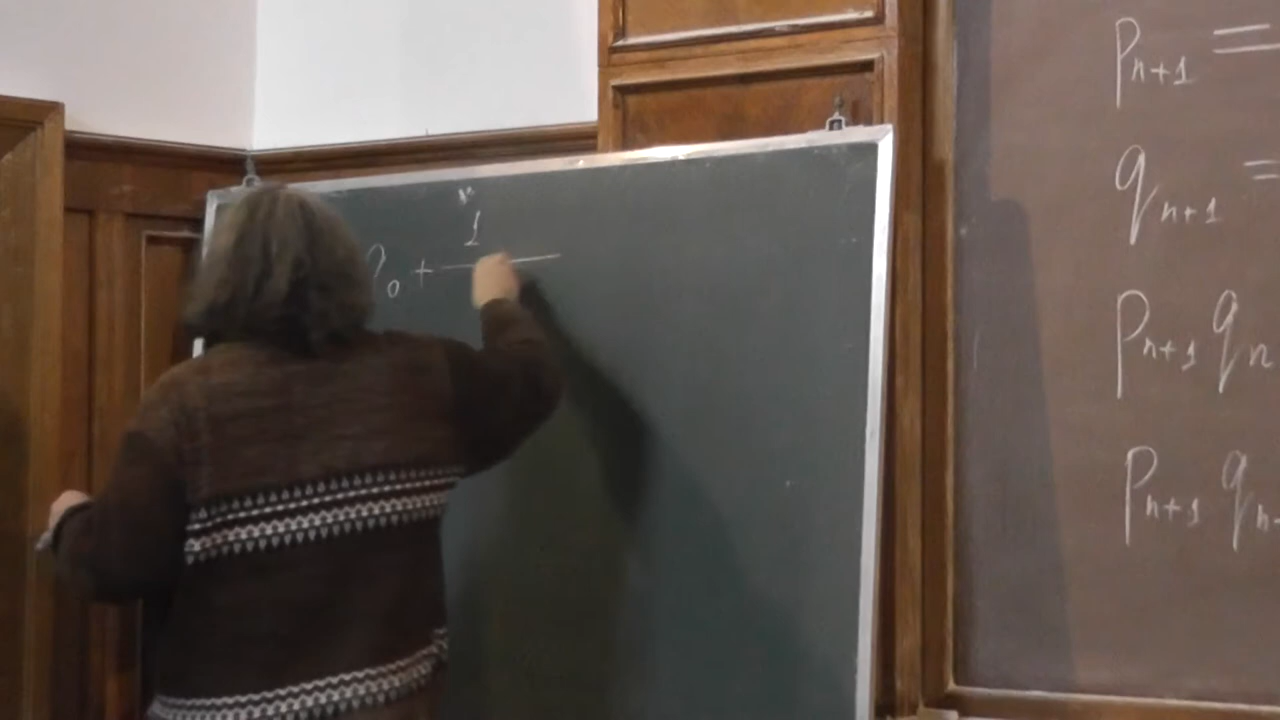 a₀ + 1
pₙ₊₁ =
qₙ₊₁ =
pₙ₊₁ qₙ
pₙ₊₁ qₙ₋